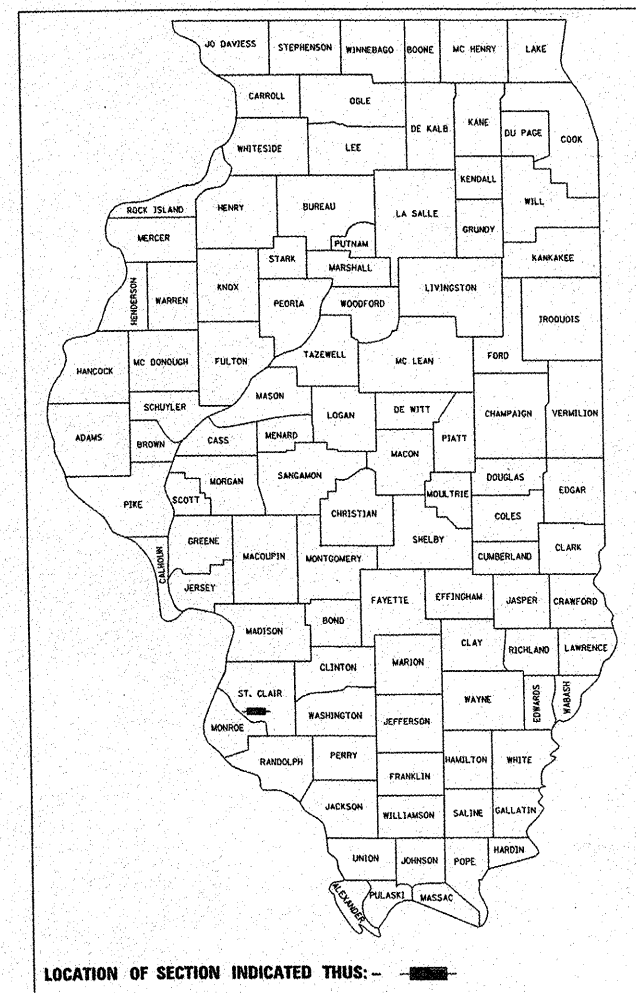 JO DAVIESS
STEPHENSON
WINNEBAGO
BOONE
MC HENRY
LAKE
CARROLL
OGLE
DE KALB
KANE
DU PAGE
COOK
WHITESIDE
LEE
KENDALL
WILL
ROCK ISLAND
HENRY
BUREAU
LA SALLE
GRUNDY
MERCER
PUTNAM
STARK
MARSHALL
KANKAKEE
HENDERSON
WARREN
KNOX
PEORIA
WOODFORD
LIVINGSTON
IROQUOIS
HANCOCK
MC DONOUGH
FULTON
TAZEWELL
MC LEAN
FORD
SCHUYLER
MASON
LOGAN
DE WITT
CHAMPAIGN
VERMILION
ADAMS
BROWN
CASS
MENARD
MACON
PIATT
PIKE
SCOTT
MORGAN
SANGAMON
CHRISTIAN
MOULTRIE
DOUGLAS
EDGAR
COLES
CALHOUN
GREENE
MACOUPIN
MONTGOMERY
SHELBY
CUMBERLAND
CLARK
JERSEY
FAYETTE
EFFINGHAM
JASPER
CRAWFORD
MADISON
BOND
CLAY
RICHLAND
LAWRENCE
CLINTON
MARION
ST. CLAIR
WASHINGTON
WAYNE
EDWARDS
WABASH
MONROE
JEFFERSON
RANDOLPH
PERRY
FRANKLIN
HAMILTON
WHITE
JACKSON
WILLIAMSON
SALINE
GALLATIN
UNION
JOHNSON
POPE
HARDIN
ALEXANDER
PULASKI
MASSAC
LOCATION OF SECTION INDICATED THUS: -